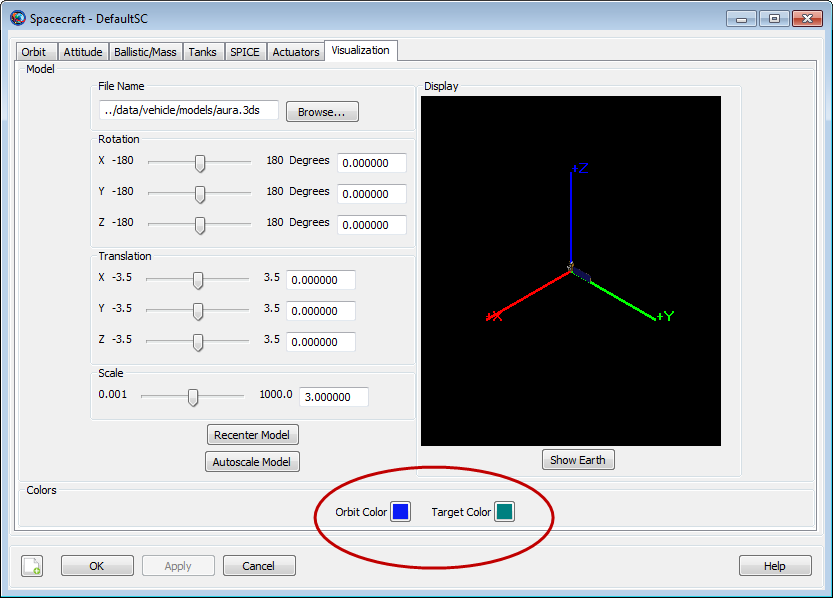 Spacecraft - DefaultSC
Orbit Attitude Ballistic/Mass Tanks SPICE Actuators Visualization
Model
File Name
../data/vehicle/models/aura.3ds Browse...
Rotation
X -180 180 Degrees 0.000000
Y -180 180 Degrees 0.000000
Z -180 180 Degrees 0.000000
Translation
X -3.5 3.5 0.000000
Y -3.5 3.5 0.000000
Z -3.5 3.5 0.000000
Scale
0.001 1000.0 3.000000
Recenter Model
Autoscale Model
Display
+Z
+X
+Y
Show Earth
Colors
Orbit Color Target Color
OK Apply Cancel Help